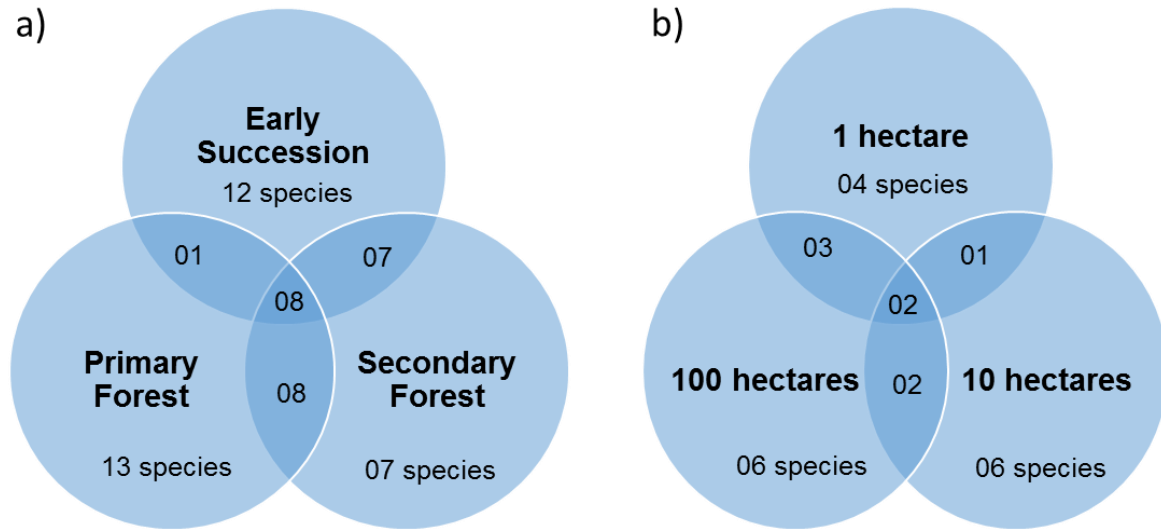 a)
Early
Succession
12 species
01
07
08
Primary
Forest
Secondary
Forest
08
13 species
07 species
b)
1 hectare
04 species
03
01
02
100 hectares
02
10 hectares
06 species
06 species